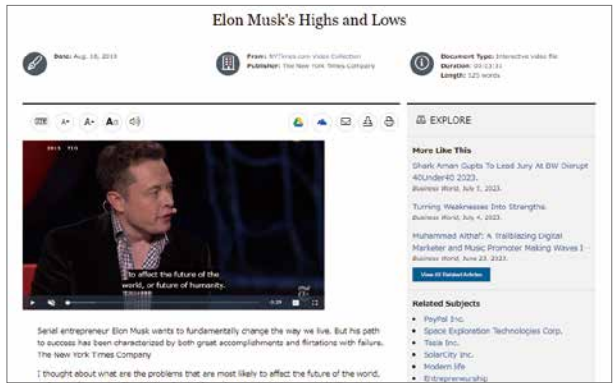 Elon Musk's Highs and Lows
Date: Aug. 18, 2018
From: NYTimes.com Video Collection
Publisher: The New York Times Company
Document Type: Interactive video file
Length: 125 words
EXPLORE
More Like This
Shark Aman Gupta To Lead Jury At BW Disrupt
40Under40 2023.
Business World, July 5, 2023.
Turning Weaknesses Into Strengths.
Business World, July 4, 2023.
Muhammad Althaf: A Trailblazing Digital
Marketer and Music Promoter Making Waves I···
Business World, June 23, 2023.
View All Related Articles
to affect the future of the
world, or future of humanity.
Related Subjects
PayPal Inc.
Space Exploration Technologies Corp.
Tesla Inc.
SolarCity Inc.
Modern life
Entrepreneurship
Serial entrepreneur Elon Musk wants to fundamentally change the way we live. But his path
to success has been characterized by both great accomplishments and flirtations with failure.
The New York Times Company
I thought about what are the problems that are most likely to affect the future of the world,